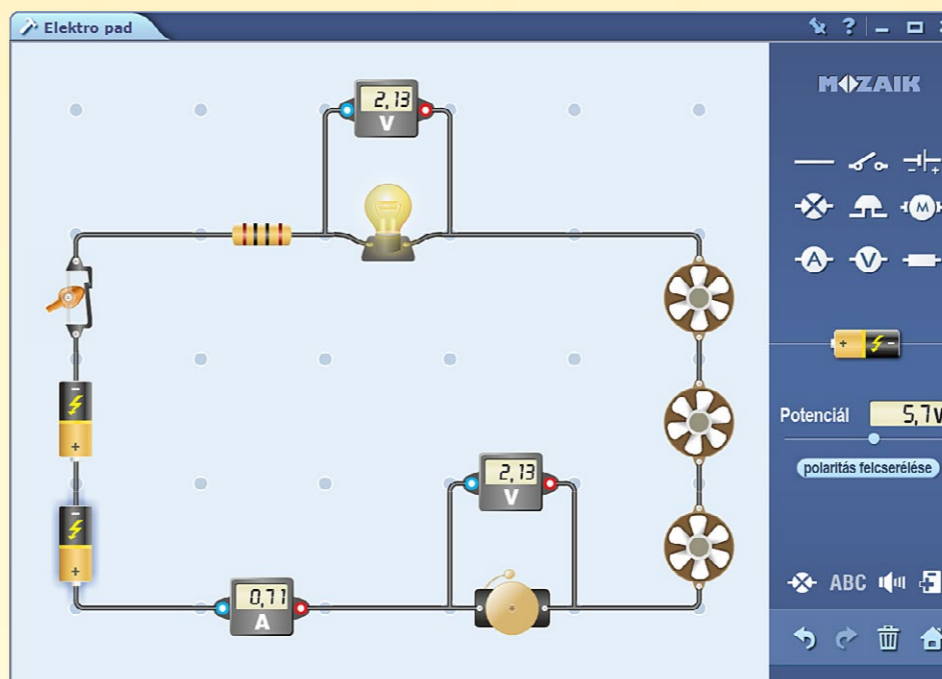 Elektro pad
?
MOZAIK
2,13
V
- +
M
A
V
+ -
-
+
Potenciál 5,7V
polaritás felcserélése
2,13
V
-
+
0,71
A
ABC